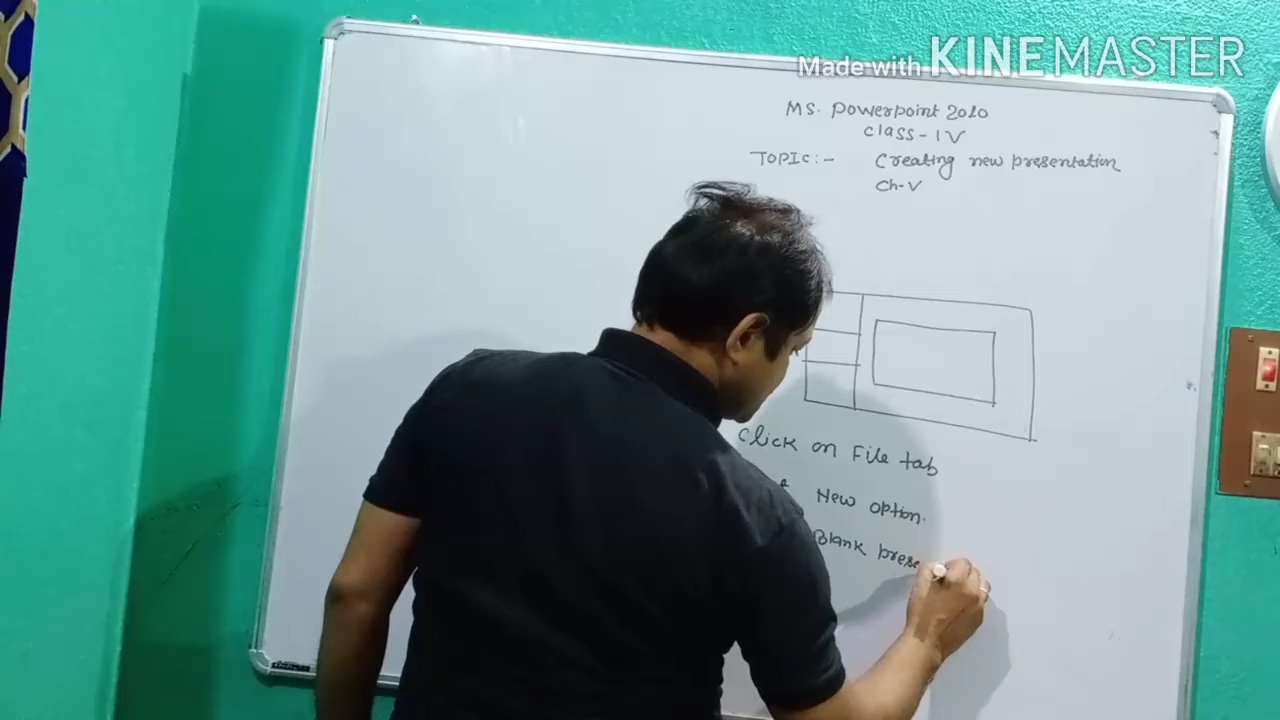 Made with KINEMASTER
MS. Powerpoint 2010
Class-IV
TOPIC:- Creating new presentation
Ch-V
Click on File tab
New option.
Blank prese